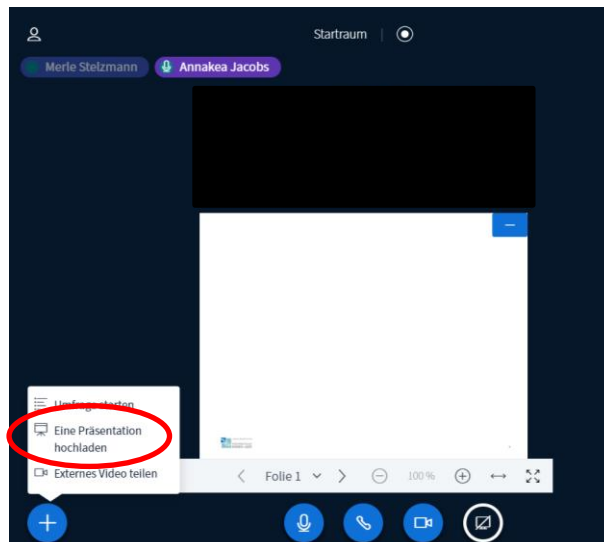 Startraum
Merle Stelzmann
Annakea Jacobs
Umfrage starten
Eine Präsentation
hochladen
Externes Video teilen
Folie 1
100 %